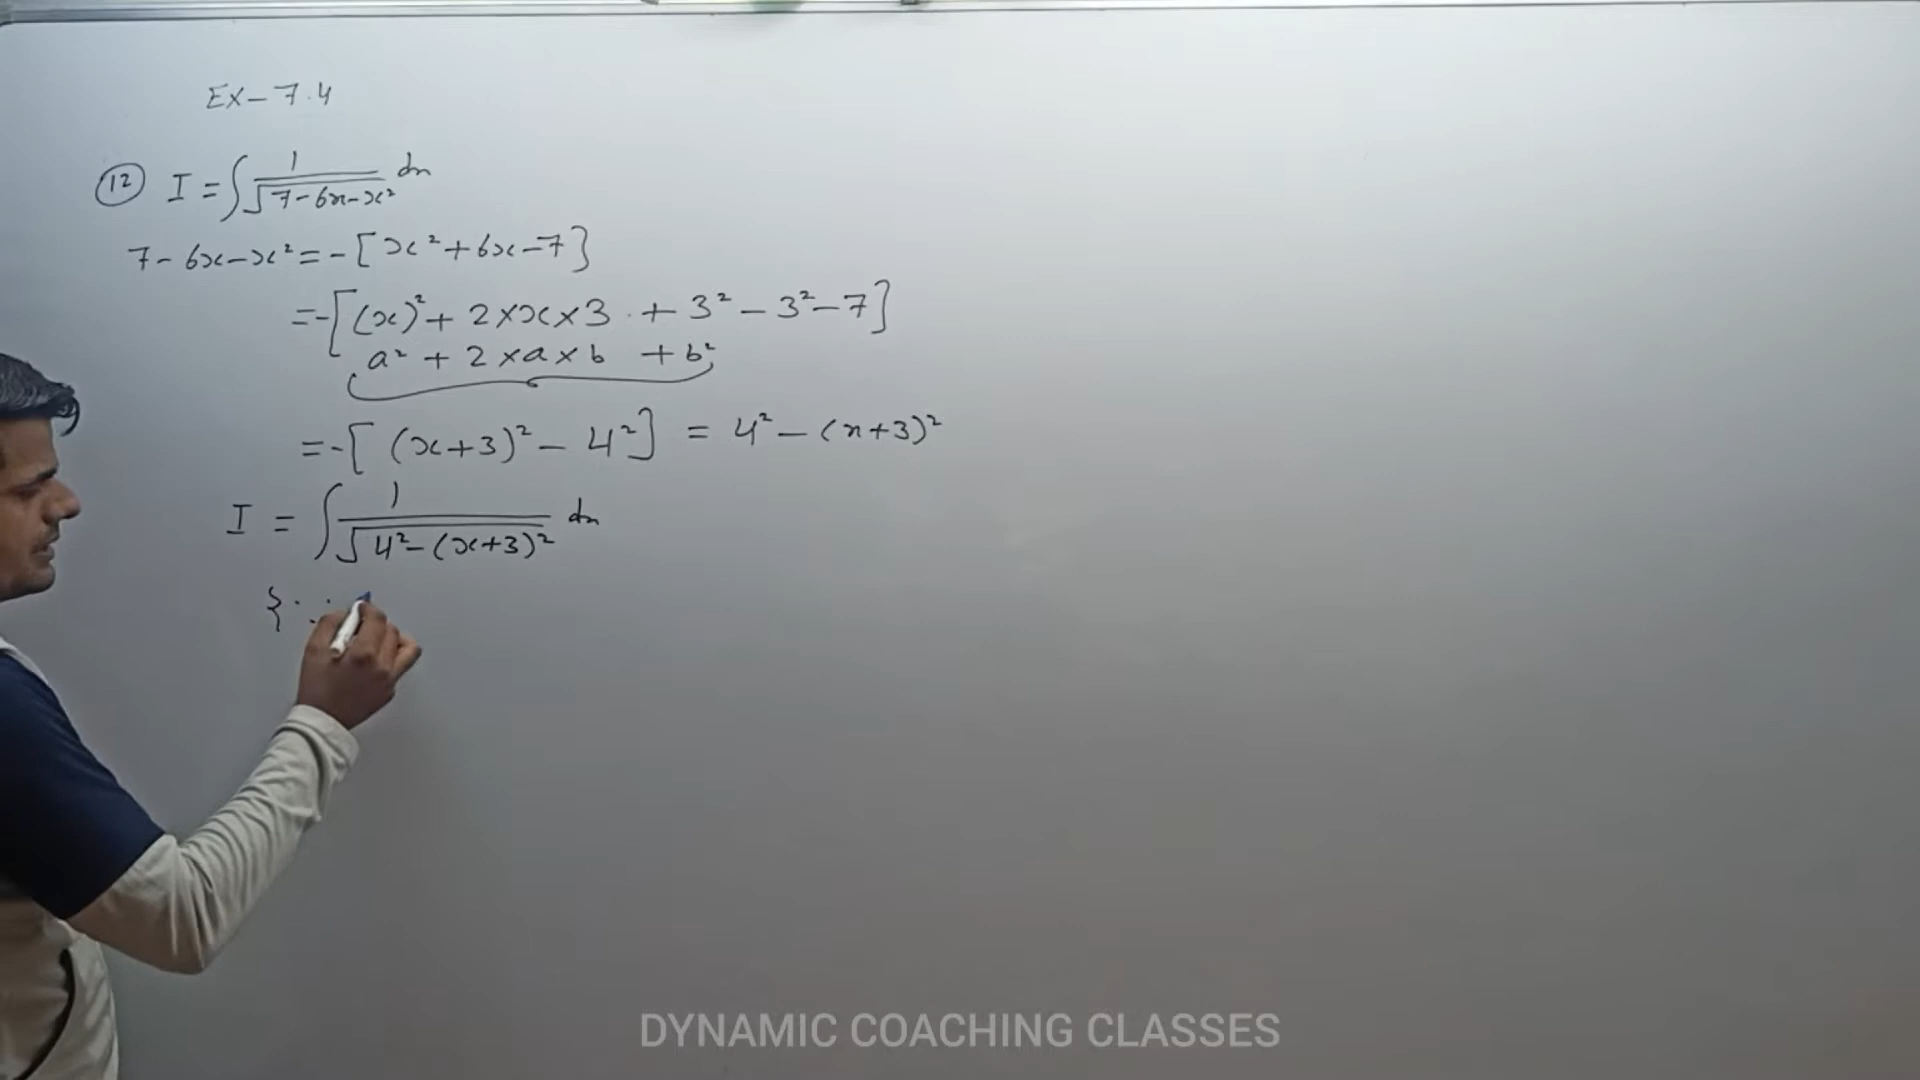 EX-7.4
(12) I = ∫ 1/√(7-6x-x²) dx
7-6x-x² = -[x²+6x-7]
= -[(x)²+ 2×x×3 + 3² - 3² - 7]
a² + 2×a×b + b²
= -[(x+3)² - 4²] = 4² - (x+3)²
I = ∫ 1/√(4²-(x+3)²) dx
{ ∵
DYNAMIC COACHING CLASSES